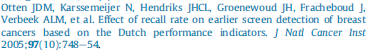 Otten JDM, Karssemeijer N, Hendriks JHCL, Groenewoud JH, Fracheboud J,
Verbeek ALM, et al. Effect of recall rate on earlier screen detection of breast
cancers based on the Dutch performance indicators. J Natl Cancer Inst
2005;97(10):748–54.